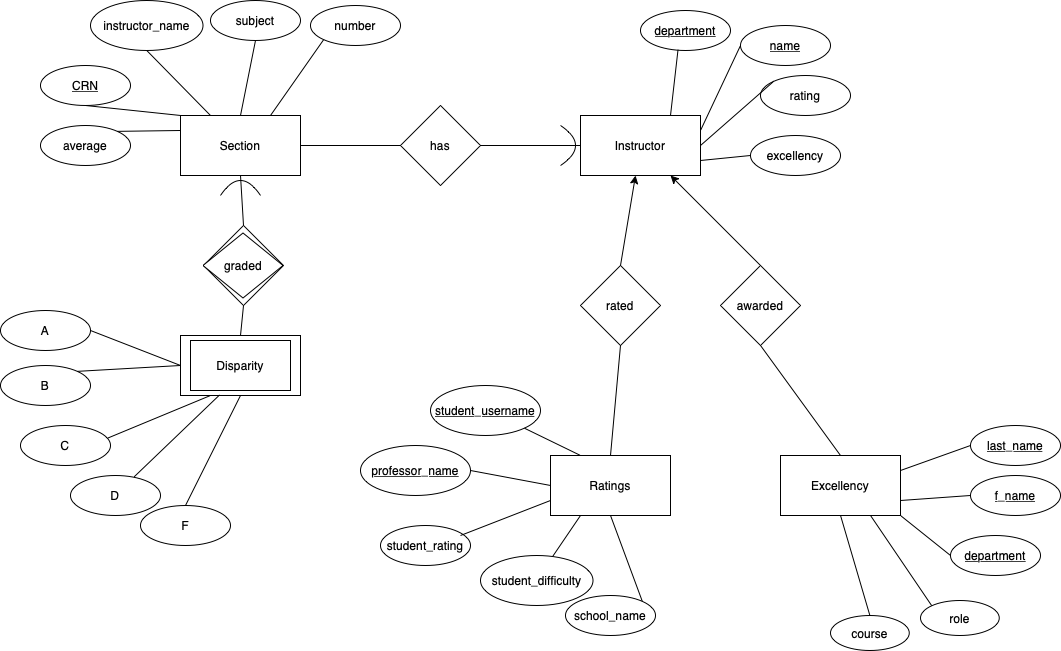 instructor_name
subject
number
department
name
CRN
rating
average
Section
has
Instructor
excellency
graded
rated
awarded
A
Disparity
B
student_username
C
last_name
professor_name
Ratings
Excellency
D
f_name
F
student_rating
department
student_difficulty
school_name
role
course